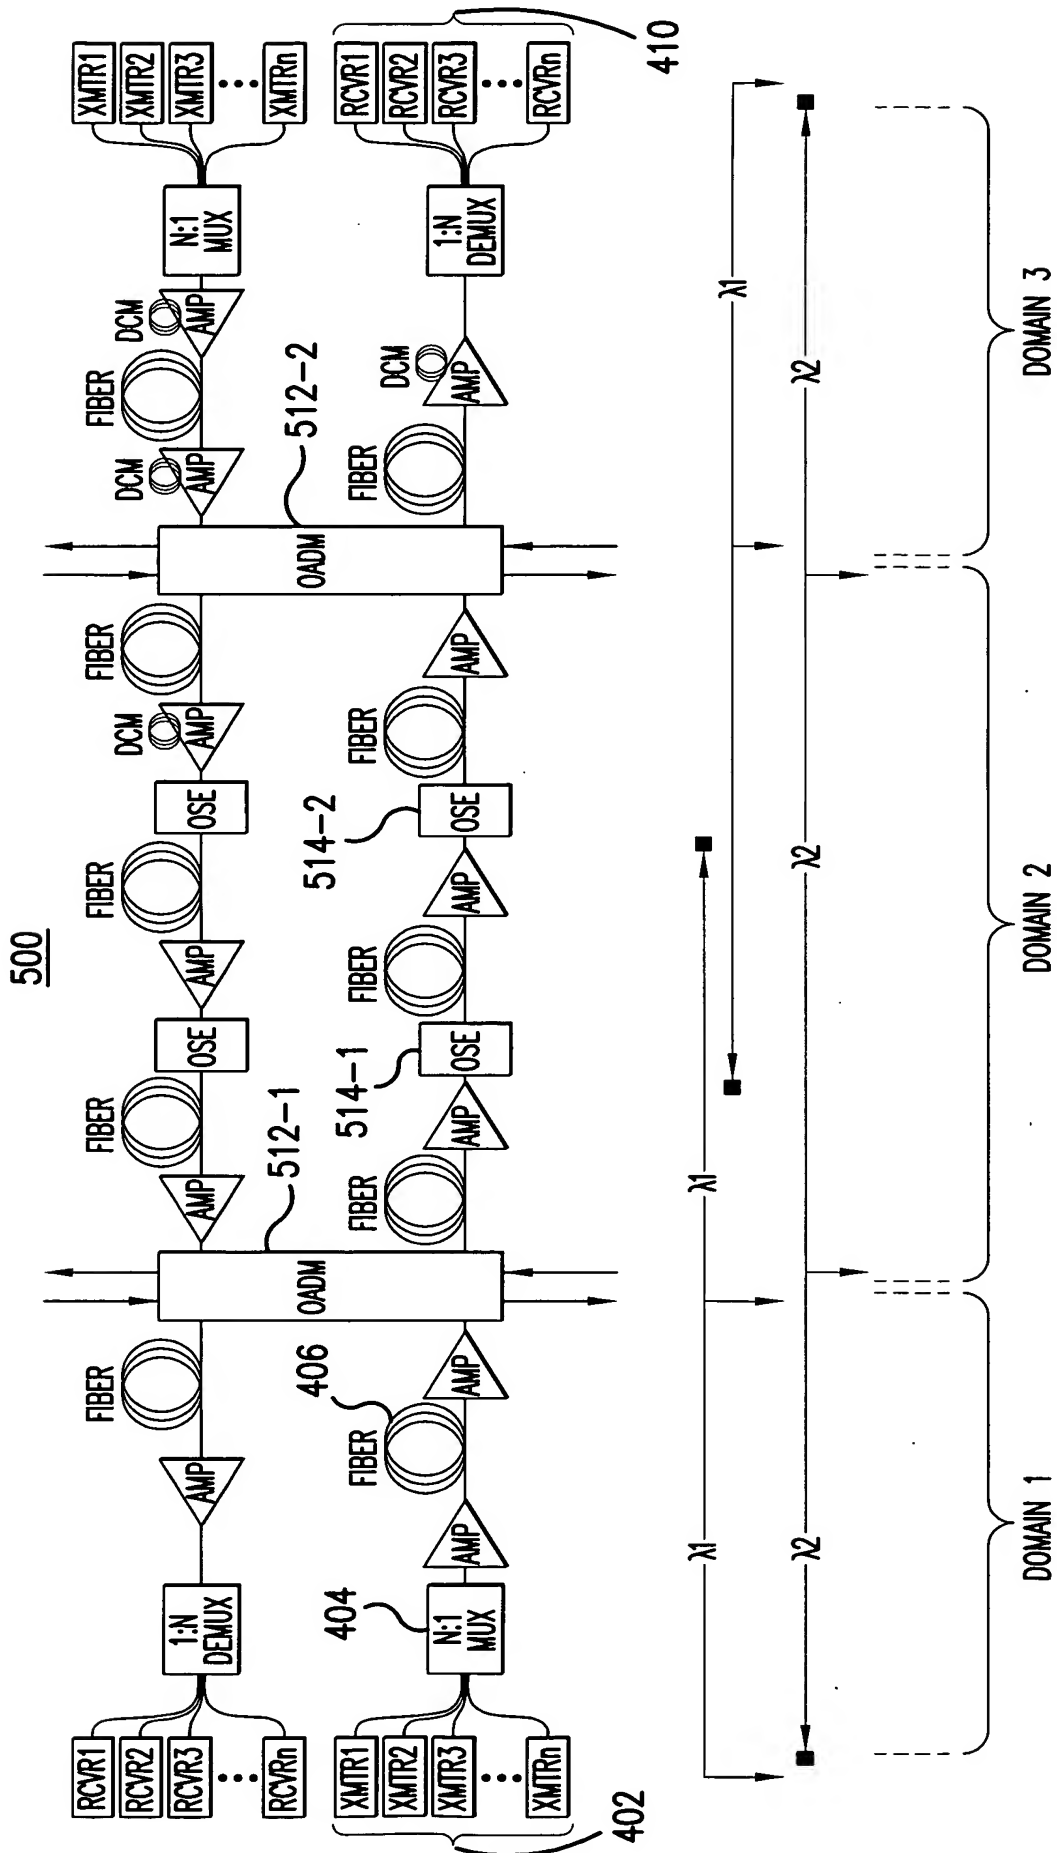 500
RCVR1
RCVR2
RCVR3
RCVRn
1:N
DEMUX
AMP
FIBER
OADM
512-1
AMP
FIBER
OSE
AMP
FIBER
OSE
DCM
AMP
FIBER
OADM
512-2
DCM
AMP
FIBER
DCM
AMP
N:1
MUX
XMTR1
XMTR2
XMTR3
XMTRn
402
XMTR1
XMTR2
XMTR3
XMTRn
404
N:1
MUX
AMP
FIBER
406
AMP
FIBER
AMP
514-1
OSE
FIBER
AMP
514-2
OSE
FIBER
AMP
FIBER
DCM
AMP
1:N
DEMUX
RCVR1
RCVR2
RCVR3
RCVRn
410
λ1
λ1
λ1
λ2
λ2
λ2
DOMAIN 1
DOMAIN 2
DOMAIN 3